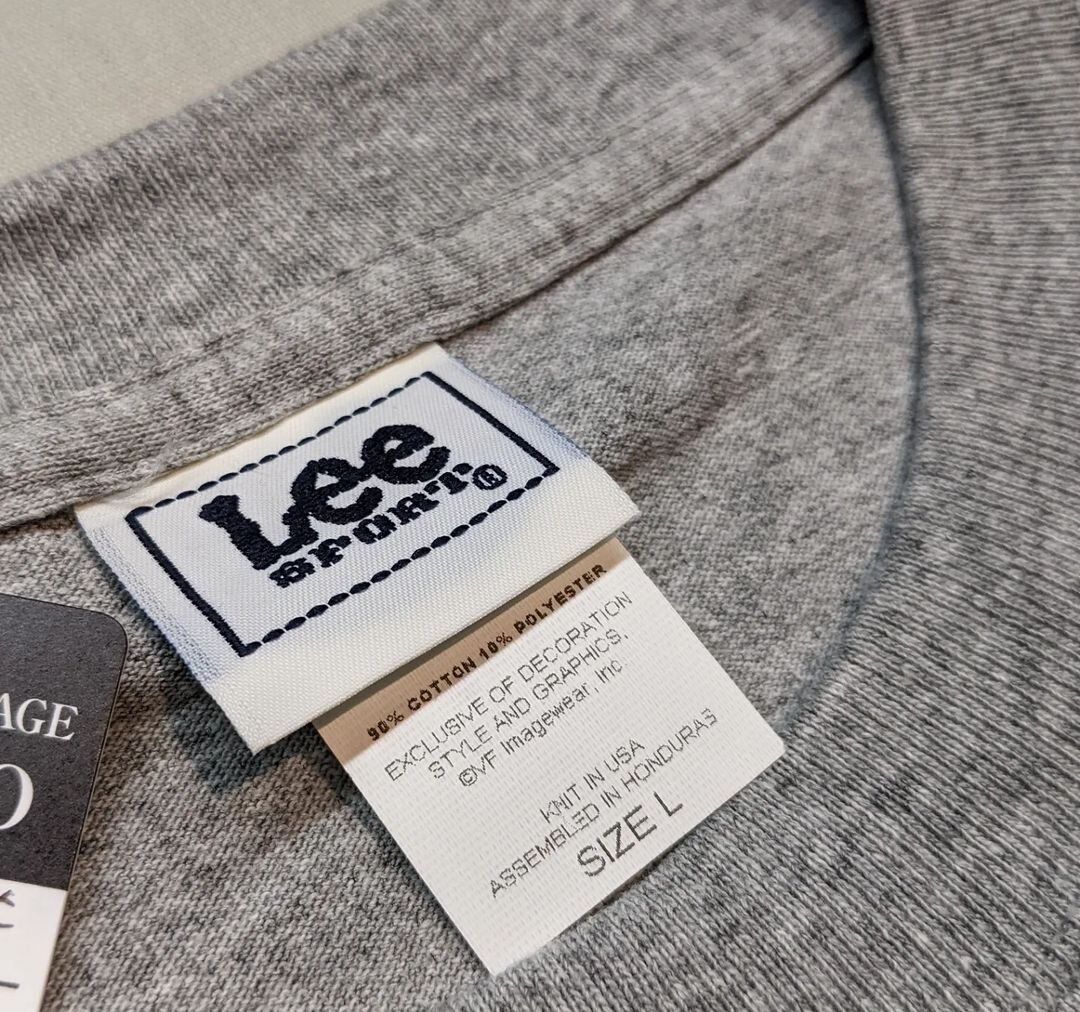 Lee
SPORT®
90% COTTON 10% POLYESTER
EXCLUSIVE OF DECORATION
STYLE AND GRAPHICS.
©VF Imagewear, Inc.
KNIT IN USA
ASSEMBLED IN HONDURAS
SIZE L
AGE